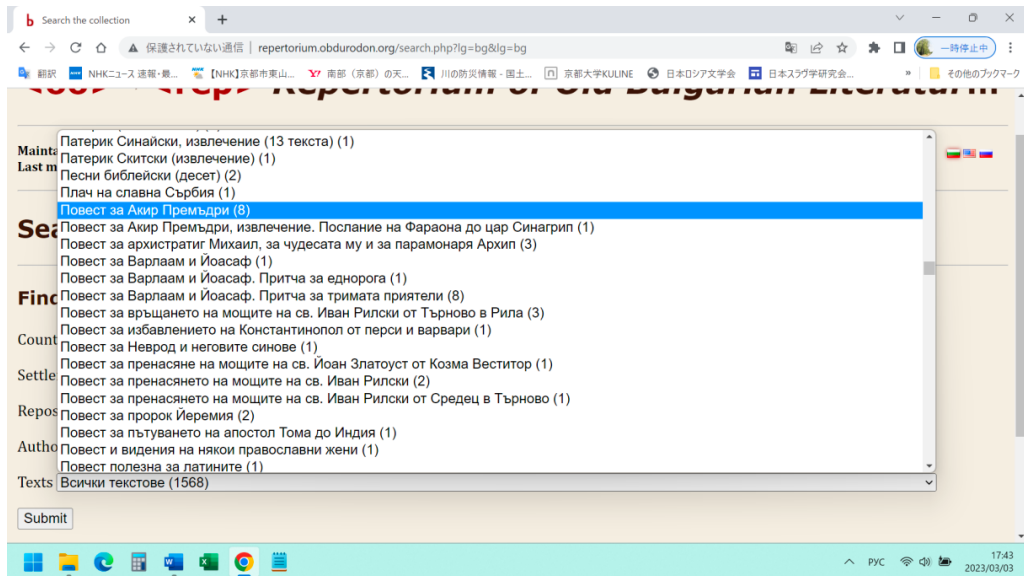 Search the collection
保護されていない通信
repertorium.obdurodon.org/search.php?lg=bg&lg=bg
一時停止中
翻訳
NHKニュース 速報・最...
【NHK】京都市東山...
南部（京都）の天...
川の防災情報 - 国土...
京都大学KULINE
日本ロシア文学会
日本スラヴ学研究会...
»
その他のブックマーク
Repertorium of Old Bulgarian Literatur
Mainta
Last m
Sea
Патерик Синайски, извлечение (13 текста) (1)
Патерик Скитски (извлечение) (1)
Песни библейски (десет) (2)
Плач на славна Сърбия (1)
Повест за Акир Премъдри (8)
Повест за Акир Премъдри, извлечение. Послание на Фараона до цар Синагрип (1)
Повест за архистратиг Михаил, за чудесата му и за парамонаря Архип (3)
Повест за Варлаам и Йоасаф (1)
Повест за Варлаам и Йоасаф. Притча за еднорога (1)
Повест за Варлаам и Йоасаф. Притча за тримата приятели (8)
Повест за връщането на мощите на св. Иван Рилски от Търново в Рила (3)
Повест за избавлението на Константинопол от перси и варвари (1)
Повест за Неврод и неговите синове (1)
Повест за пренасяне на мощите на св. Йоан Златоуст от Козма Веститор (1)
Повест за пренасянето на мощите на св. Иван Рилски (2)
Повест за пренасянето на мощите на св. Иван Рилски от Средец в Търново (1)
Повест за пророк Йеремия (2)
Повест за пътуването на апостол Тома до Индия (1)
Повест и видения на някои православни жени (1)
Повест полезна за латините (1)
Find
Count
Settle
Repos
Autho
Texts Всички текстове (1568)
Submit
РУС
17:43
2023/03/03